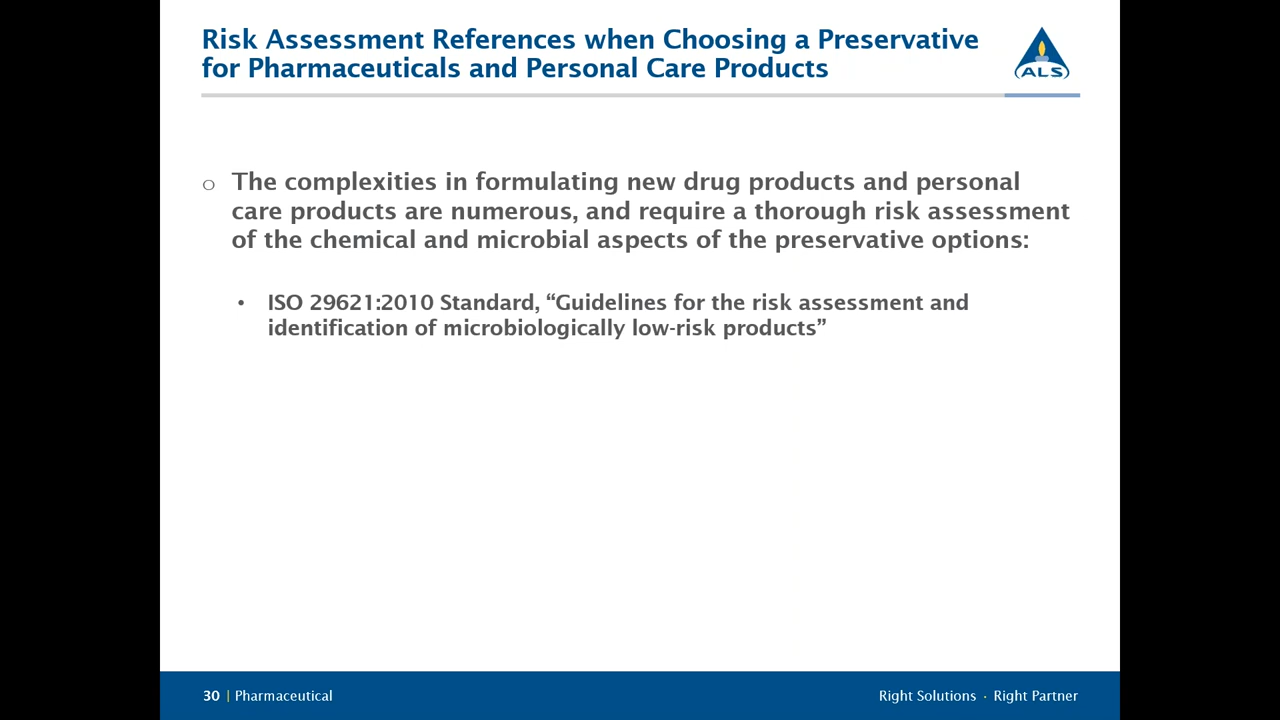 Risk Assessment References when Choosing a Preservative
for Pharmaceuticals and Personal Care Products
ALS
o The complexities in formulating new drug products and personal
care products are numerous, and require a thorough risk assessment
of the chemical and microbial aspects of the preservative options:
• ISO 29621:2010 Standard, “Guidelines for the risk assessment and
identification of microbiologically low-risk products”
30 | Pharmaceutical
Right Solutions · Right Partner